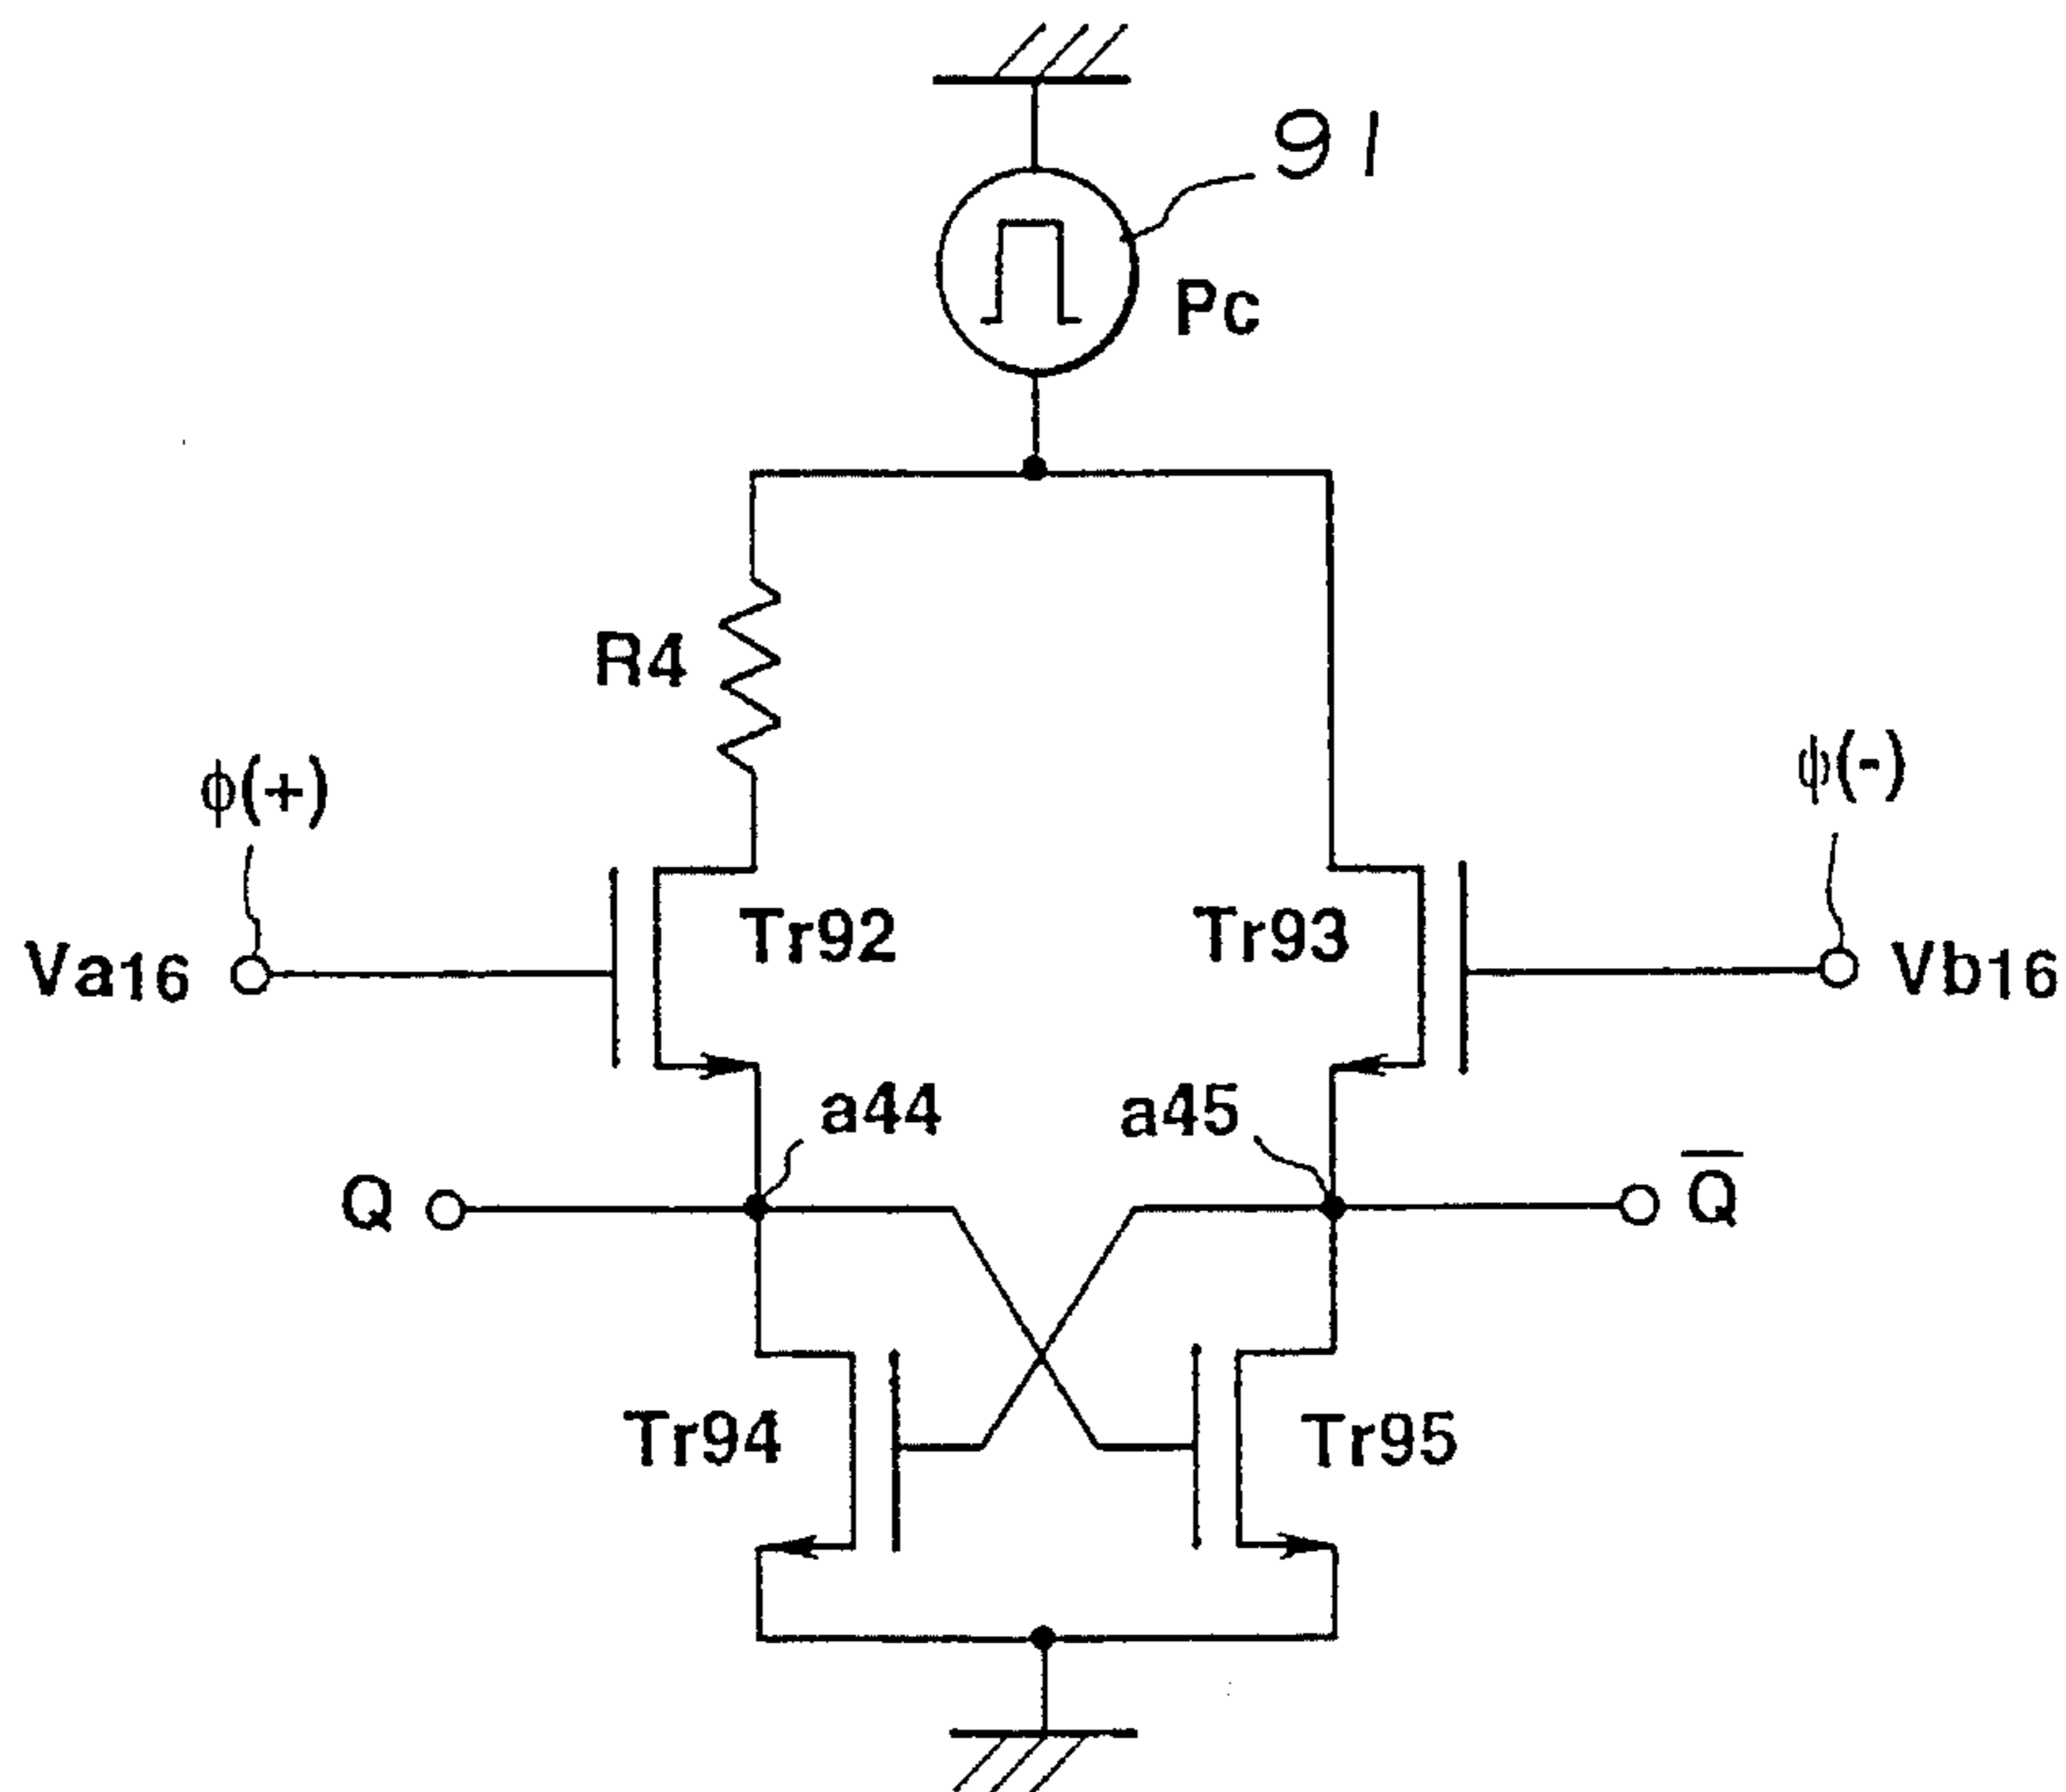 91
Pc
R4
ϕ(+)
ϕ(-)
Tr92
Tr93
Va16
Vb16
a44
a45
Q
Q̅
Tr94
Tr95